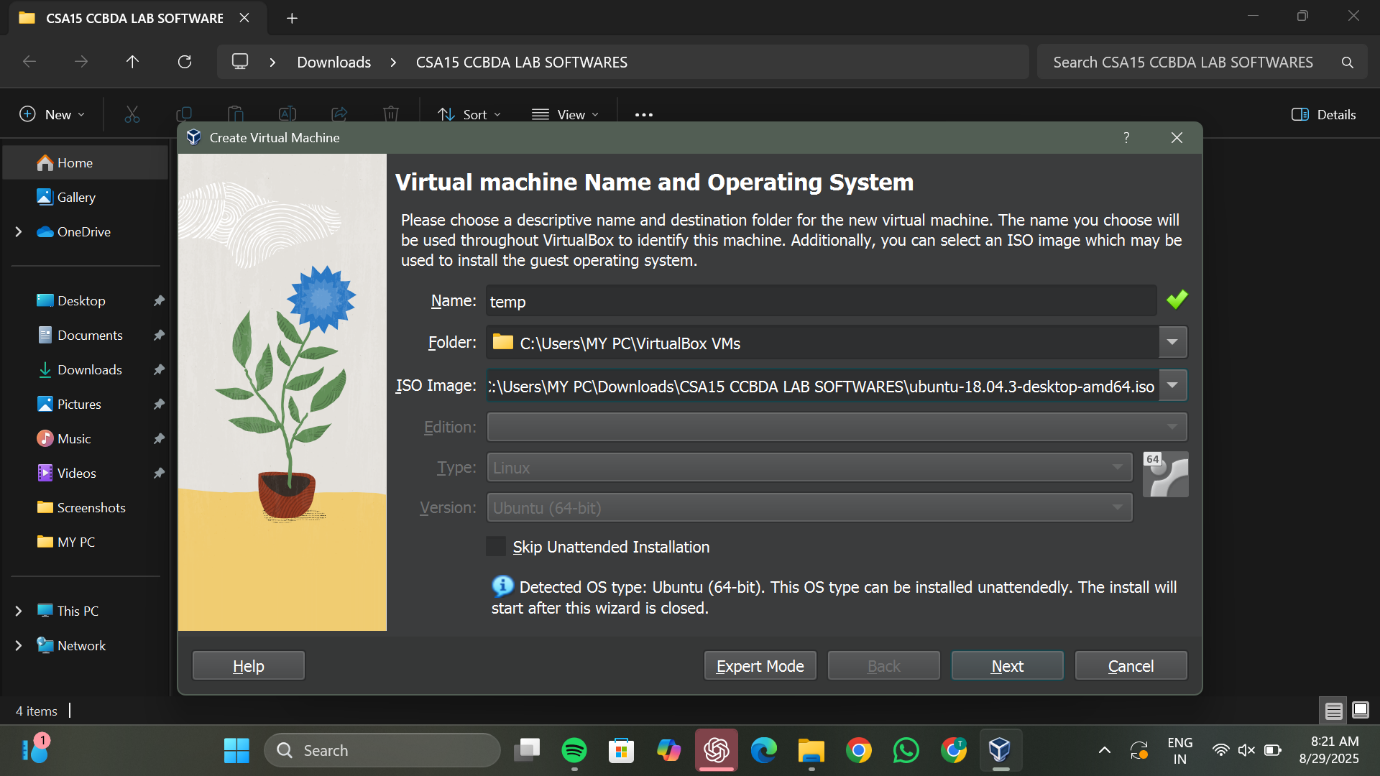 CSA15 CCBDA LAB SOFTWARE
Downloads
CSA15 CCBDA LAB SOFTWARES
Search CSA15 CCBDA LAB SOFTWARES
New
Sort
View
Details
Home
Gallery
OneDrive
Desktop
Documents
Downloads
Pictures
Music
Videos
Screenshots
MY PC
This PC
Network
4 items
Create Virtual Machine
?
Virtual machine Name and Operating System
Please choose a descriptive name and destination folder for the new virtual machine. The name you choose will
be used throughout VirtualBox to identify this machine. Additionally, you can select an ISO image which may be
used to install the guest operating system.
Name: temp
Folder: C:\Users\MY PC\VirtualBox VMs
ISO Image: :\Users\MY PC\Downloads\CSA15 CCBDA LAB SOFTWARES\ubuntu-18.04.3-desktop-amd64.iso
Edition:
Type: Linux
64
Version: Ubuntu (64-bit)
Skip Unattended Installation
Detected OS type: Ubuntu (64-bit). This OS type can be installed unattendedly. The install will
start after this wizard is closed.
Help
Expert Mode
Back
Next
Cancel
1
Search
T
ENG
IN
8:21 AM
8/29/2025